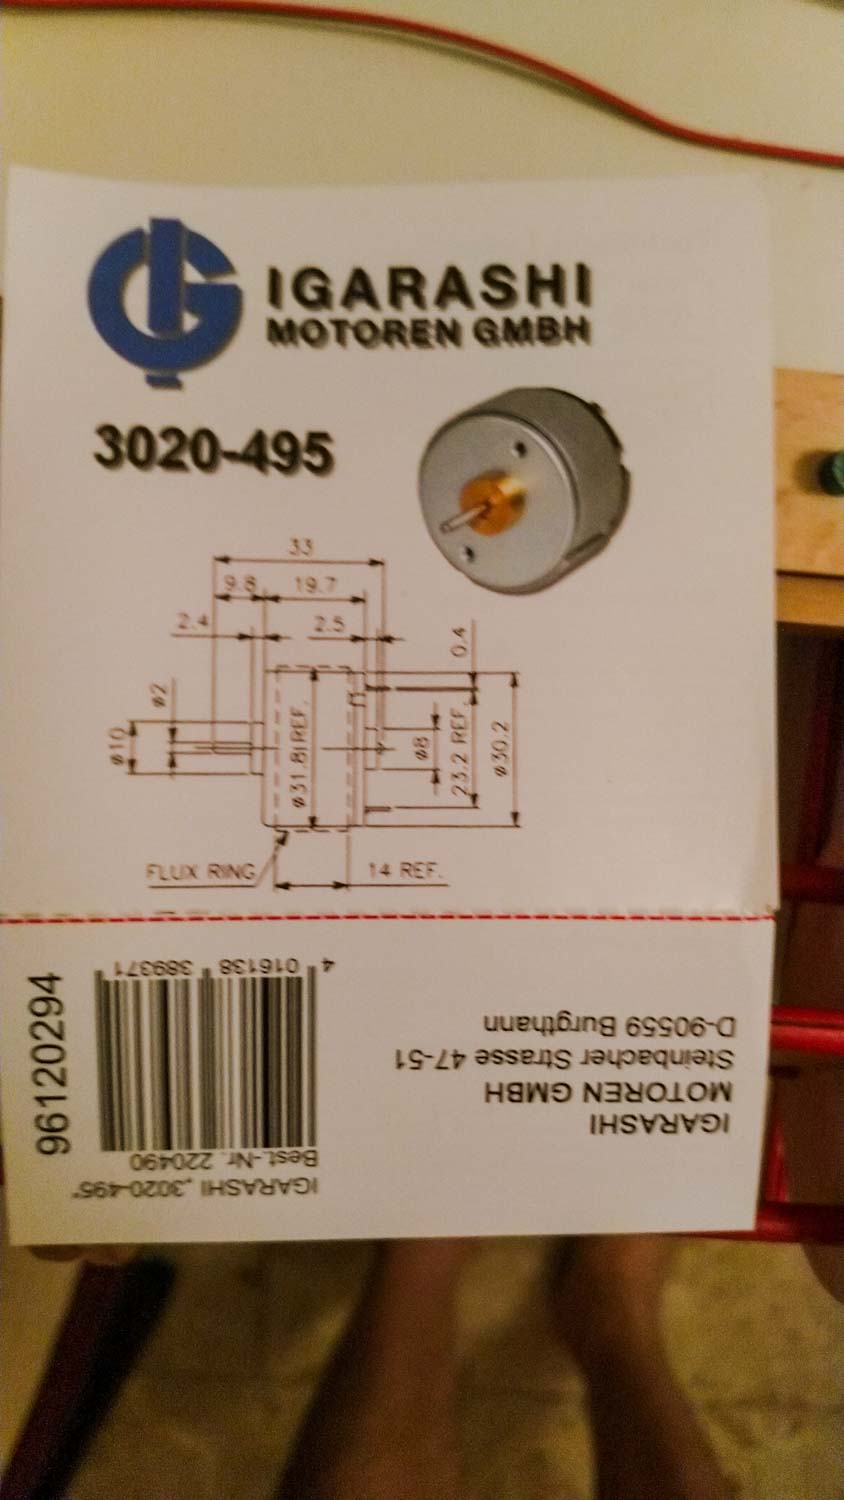 IGARASHI
MOTOREN GMBH
3020-495
33
9.8 19.7
2.4 2.5
0.4
ø2
ø10
ø31.8 REF.
ø8
23.2 REF.
ø30.2
FLUX RING
14 REF.
IGARASHI
MOTOREN GMBH
Steinbacher Strasse 47-51
D-90559 Burgthann
IGARASHI „3020-495"
Best.-Nr. 220490
4 016138 389371
96120294